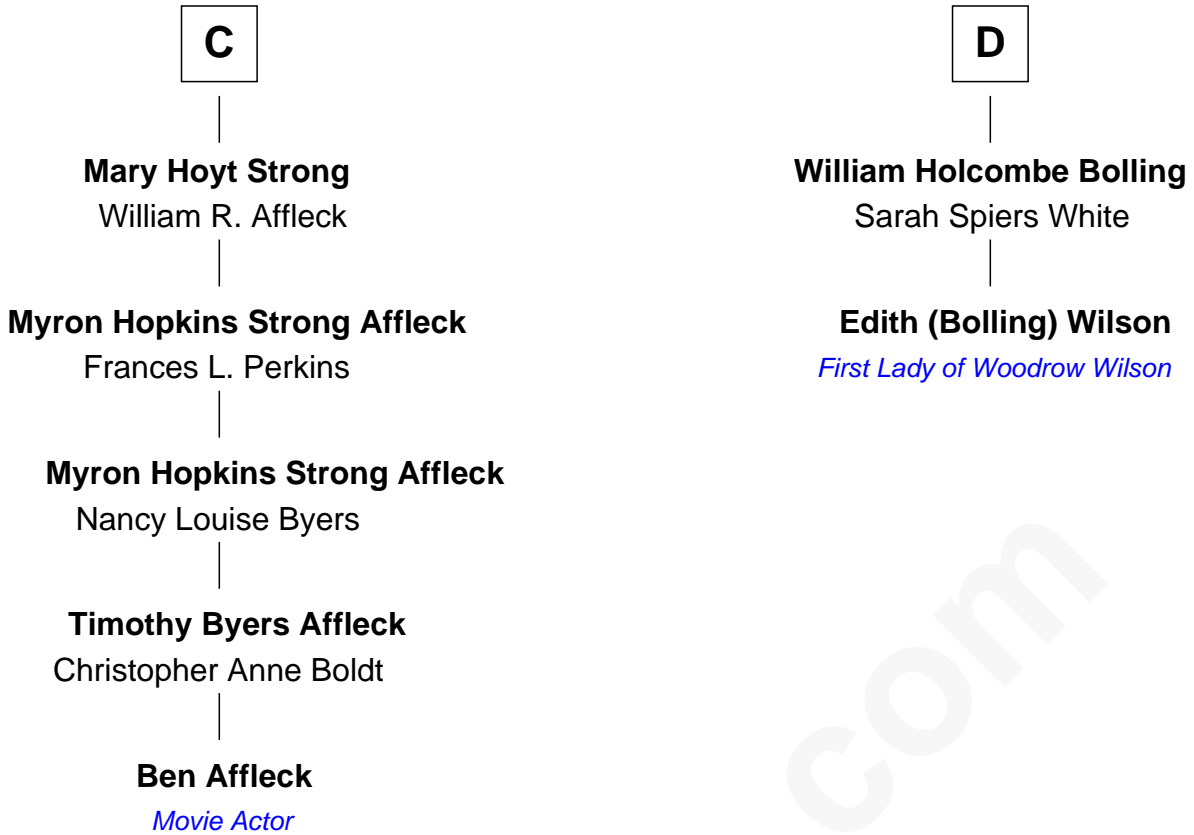 C
Mary Hoyt Strong
William R. Affleck
Myron Hopkins Strong Affleck
Frances L. Perkins
Myron Hopkins Strong Affleck
Nancy Louise Byers
Timothy Byers Affleck
Christopher Anne Boldt
Ben Affleck
Movie Actor
D
William Holcombe Bolling
Sarah Spiers White
Edith (Bolling) Wilson
First Lady of Woodrow Wilson
com